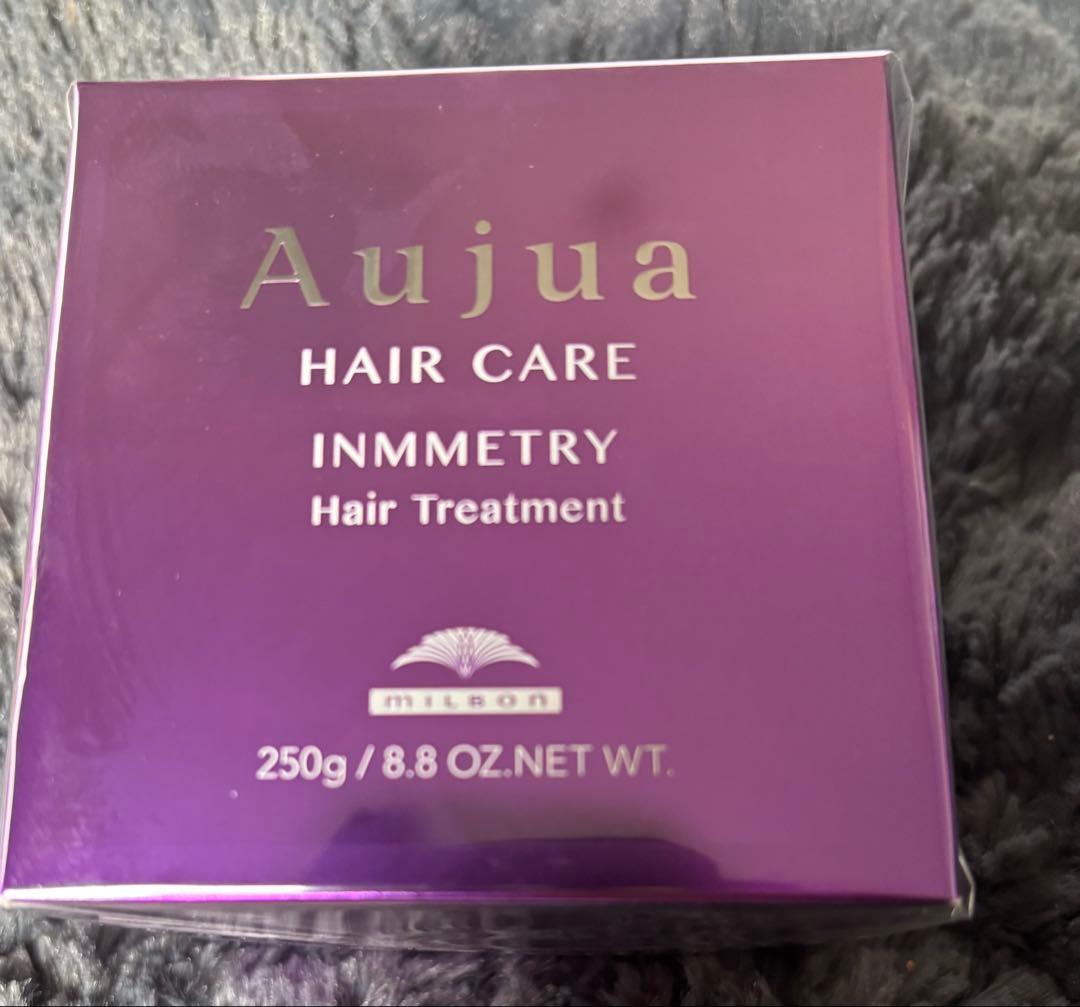 Aujua
HAIR CARE
INMMETRY
Hair Treatment
milbon
250g / 8.8 OZ.NET WT.